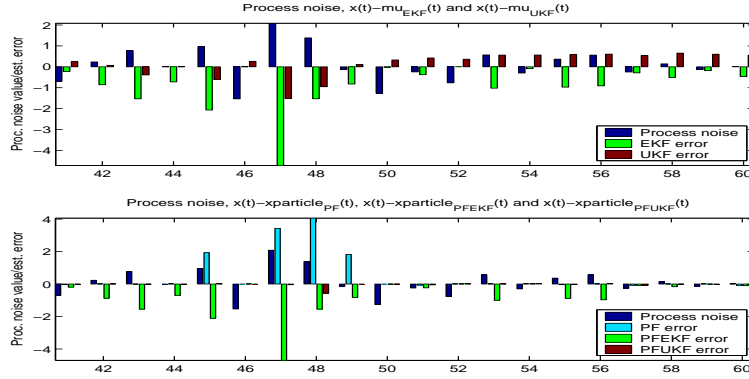 Process noise, x(t)-mu_EKF(t) and x(t)-mu_UKF(t)
Proc. noise value/est. error
2
1
0
-1
-2
-3
-4
Process noise
EKF error
UKF error
42 44 46 48 50 52 54 56 58 60
Process noise, x(t)-xparticle_PF(t), x(t)-xparticle_PFEKF(t) and x(t)-xparticle_PFUKF(t)
Proc. noise value/est. error
4
2
0
-2
-4
Process noise
PF error
PFEKF error
PFUKF error
42 44 46 48 50 52 54 56 58 60